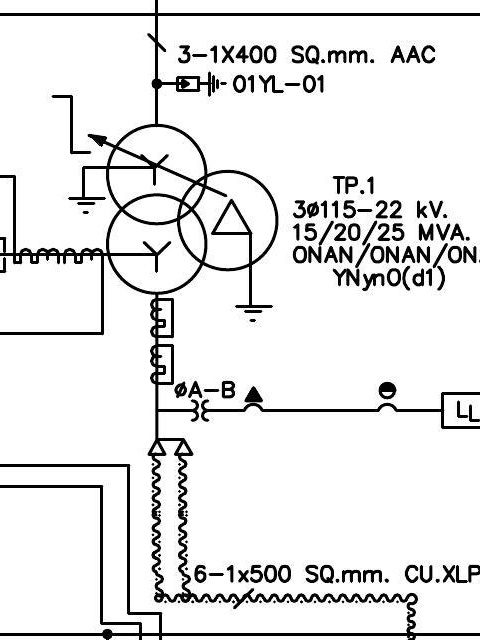 3-1X400 SQ.mm. AAC
01YL-01
TP.1
3ø115-22 kV.
15/20/25 MVA.
ONAN/ONAN/ON
YNyn0(d1)
øA-B
LL
6-1x500 SQ.mm. CU.XLP